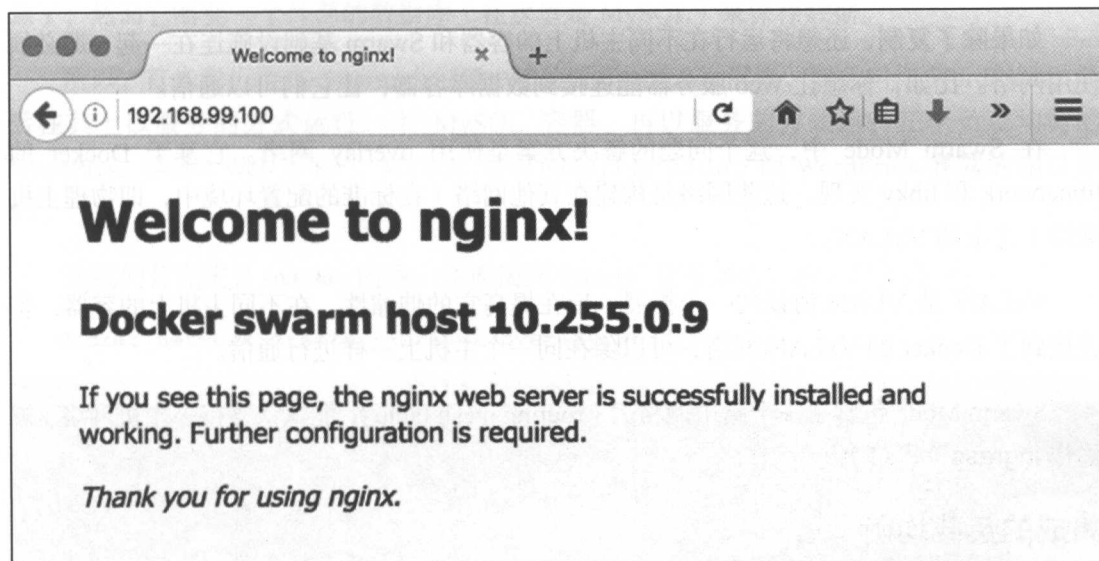 Welcome to nginx!
192.168.99.100
Welcome to nginx!
Docker swarm host 10.255.0.9
If you see this page, the nginx web server is successfully installed and
working. Further configuration is required.
Thank you for using nginx.